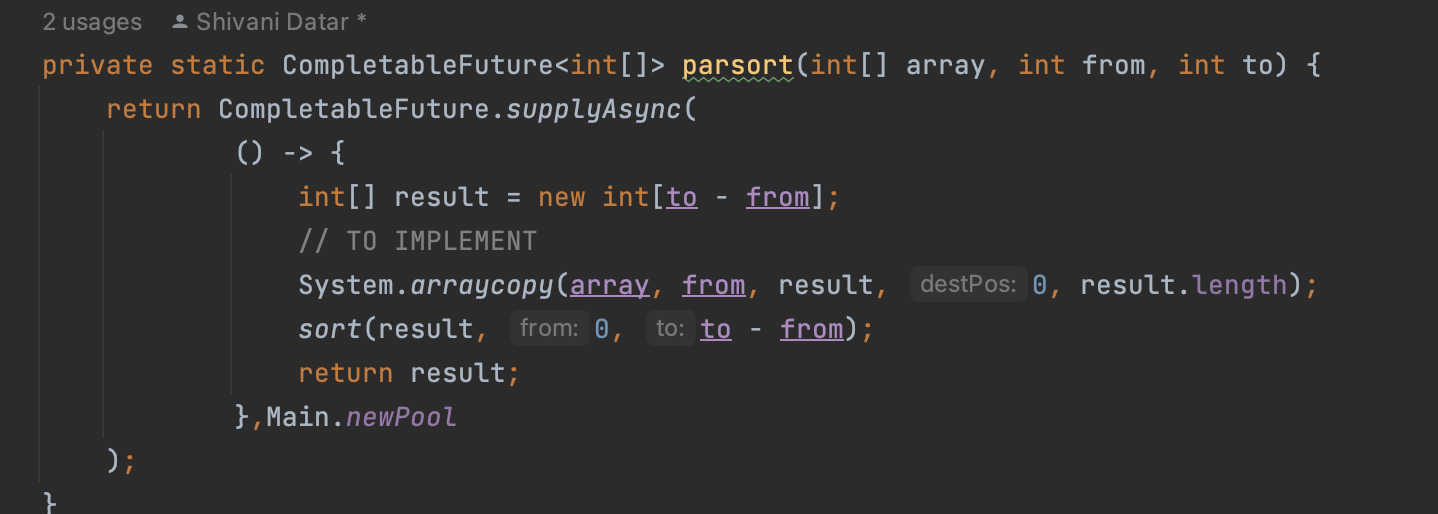 2 usages Shivani Datar *
private static CompletableFuture<int[]> parsort(int[] array, int from, int to) {
return CompletableFuture.supplyAsync(
() -> {
int[] result = new int[to - from];
// TO IMPLEMENT
System.arraycopy(array, from, result, destPos: 0, result.length);
sort(result, from: 0, to: to - from);
return result;
},Main.newPool
);
}